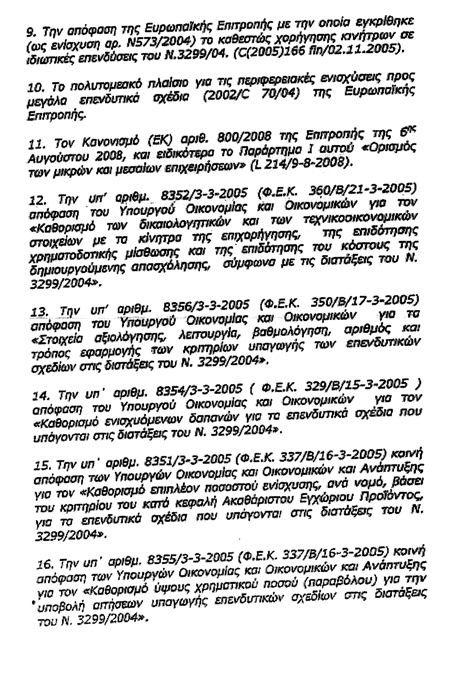 9. Την απόφαση της Ευρωπαϊκής Επιτροπής με την οποία εγκρίθηκε
(ως ενίσχυση αρ. Ν573/2004) το καθεστώς χορήγησης κινήτρων σε
ιδιωτικές επενδύσεις του Ν.3299/04. (C(2005)166 fin/02.11.2005).
10. Το πολυτομεακό πλαίσιο για τις περιφερειακές ενισχύσεις προς
μεγάλα επενδυτικά σχέδια (2002/C 70/04) της Ευρωπαϊκής
Επιτροπής.
11. Τον Κανονισμό (ΕΚ) αριθ. 800/2008 της Επιτροπής της 6ης
Αυγούστου 2008, και ειδικότερα το Παράρτημα Ι αυτού «Ορισμός
των μικρών και μεσαίων επιχειρήσεων» (L 214/9-8-2008).
12. Την υπ' αριθμ. 8352/3-3-2005 (Φ.Ε.Κ. 360/Β/21-3-2005)
απόφαση του Υπουργού Οικονομίας και Οικονομικών για τον
«Καθορισμό των δικαιολογητικών και των τεχνικοοικονομικών
στοιχείων με τα κίνητρα της επιχορήγησης, της επιδότησης
χρηματοδοτικής μίσθωσης και της επιδότησης του κόστους της
δημιουργούμενης απασχόλησης, σύμφωνα με τις διατάξεις του Ν.
3299/2004».
13. Την υπ' αριθμ. 8356/3-3-2005 (Φ.Ε.Κ. 350/Β/17-3-2005)
απόφαση του Υπουργού Οικονομίας και Οικονομικών για τα
«Στοιχεία αξιολόγησης, λειτουργία, βαθμολόγηση, αριθμός και
τρόπος εφαρμογής των κριτηρίων υπαγωγής των επενδυτικών
σχεδίων στις διατάξεις του Ν. 3299/2004».
14. Την υπ' αριθμ. 8354/3-3-2005 ( Φ.Ε.Κ. 329/Β/15-3-2005 )
απόφαση του Υπουργού Οικονομίας και Οικονομικών για τον
«Καθορισμό ενισχυόμενων δαπανών για τα επενδυτικά σχέδια που
υπάγονται στις διατάξεις του Ν. 3299/2004».
15. Την υπ' αριθμ. 8351/3-3-2005 (Φ.Ε.Κ. 337/Β/16-3-2005) κοινή
απόφαση των Υπουργών Οικονομίας και Οικονομικών και Ανάπτυξης
για τον «Καθορισμό επιπλέον ποσοστού ενίσχυσης, ανά νομό, βάσει
του κριτηρίου του κατά κεφαλή Ακαθάριστου Εγχώριου Προϊόντος,
για τα επενδυτικά σχέδια που υπάγονται στις διατάξεις του Ν.
3299/2004».
16. Την υπ' αριθμ. 8355/3-3-2005 (Φ.Ε.Κ. 337/Β/16-3-2005) κοινή
απόφαση των Υπουργών Οικονομίας και Οικονομικών και Ανάπτυξης
για τον «Καθορισμό ύψους χρηματικού ποσού (παραβόλου) για την
υποβολή αιτήσεων υπαγωγής επενδυτικών σχεδίων στις διατάξεις
του Ν. 3299/2004».